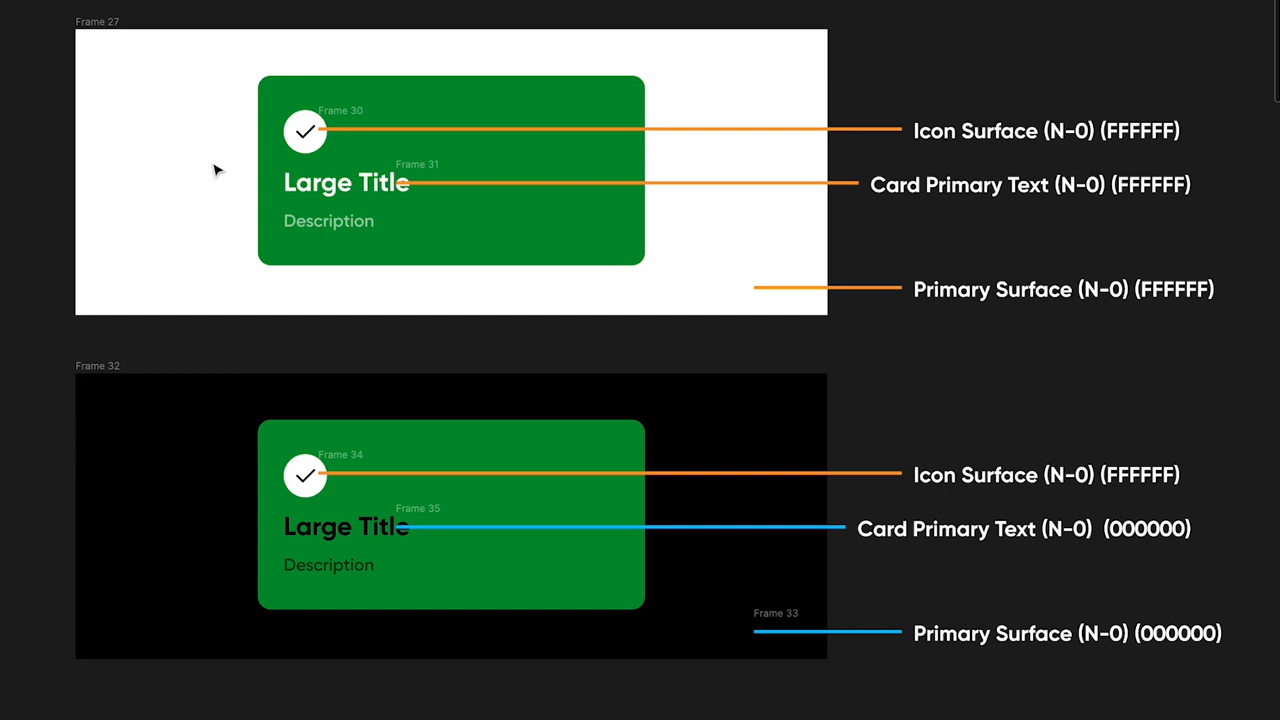 Frame 27
Frame 30
Icon Surface (N-0) (FFFFFF)
Frame 31
Large Title
Card Primary Text (N-0) (FFFFFF)
Description
Primary Surface (N-0) (FFFFFF)
Frame 32
Frame 34
Icon Surface (N-0) (FFFFFF)
Frame 35
Large Title
Card Primary Text (N-0) (000000)
Description
Frame 33
Primary Surface (N-0) (000000)